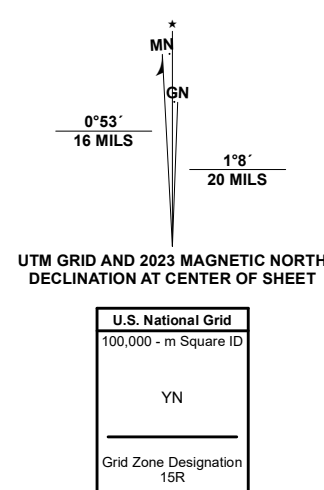 MN
GN
0°53´
16 MILS
1°8´
20 MILS
UTM GRID AND 2023 MAGNETIC NORTH
DECLINATION AT CENTER OF SHEET
U.S. National Grid
100,000 - m Square ID
YN
Grid Zone Designation
15R